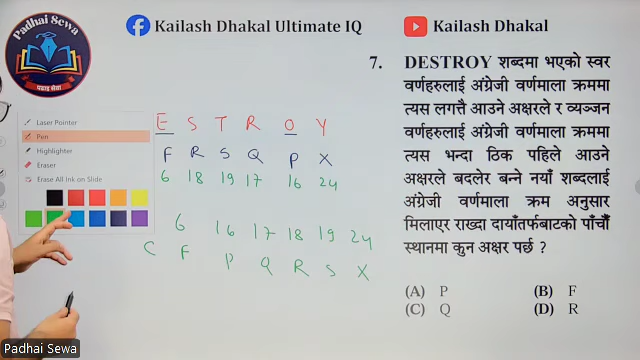 Padhai Sewa
पढाइ सेवा
Kailash Dhakal Ultimate IQ
Kailash Dhakal
7. DESTROY शब्दमा भएको स्वर
वर्णहरुलाई अंग्रेजी वर्णमाला क्रममा
त्यस लगत्तै आउने अक्षरले र व्यञ्जन
वर्णहरुलाई अंग्रेजी वर्णमाला क्रममा
त्यस भन्दा ठिक पहिले आउने
अक्षरले बदलेर बन्ने नयाँ शब्दलाई
अंग्रेजी वर्णमाला क्रम अनुसार
मिलाएर राख्दा दायाँतर्फबाटको पाँचौँ
स्थानमा कुन अक्षर पर्छ ?
(A) P (B) F
(C) Q (D) R
Laser Pointer
Pen
Highlighter
Eraser
Erase All Ink on Slide
E S T R O Y
F R S Q P X
6 18 19 17 16 24
6 16 17 18 19 24
C F P Q R S X
Padhai Sewa